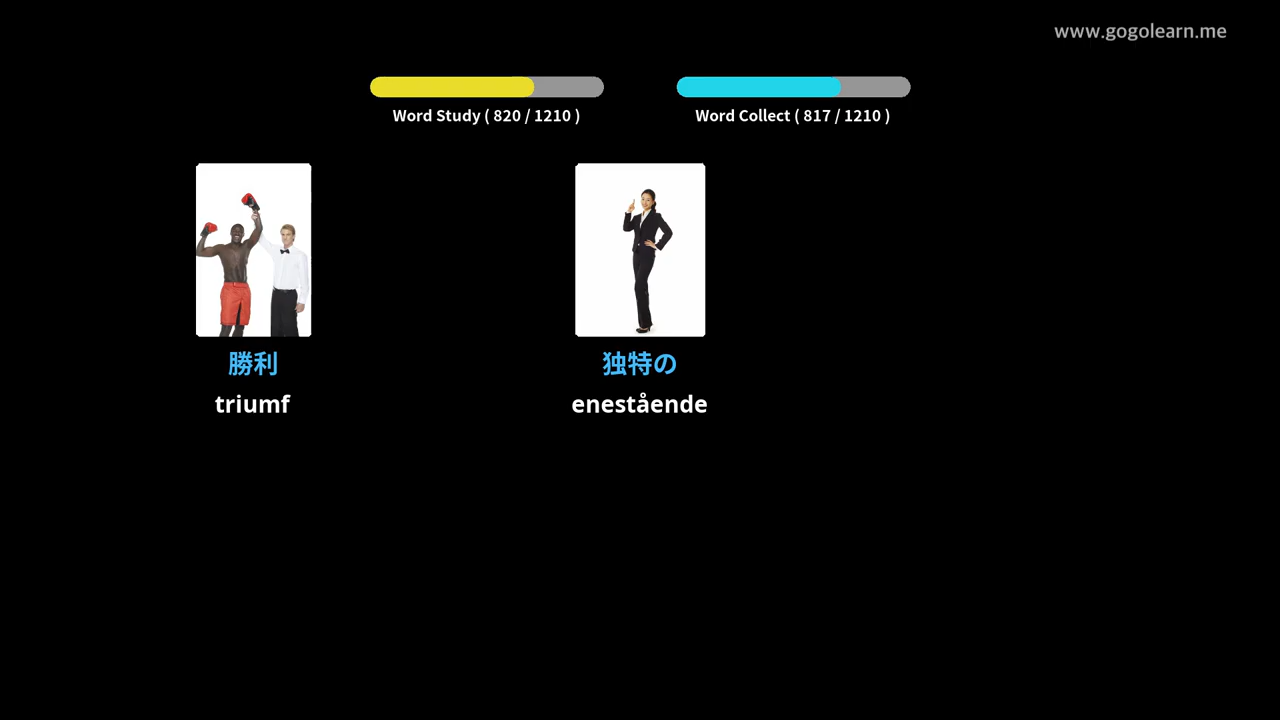 www.gogolearn.me
Word Study ( 820 / 1210 )
Word Collect ( 817 / 1210 )
勝利
triumf
独特の
enestående